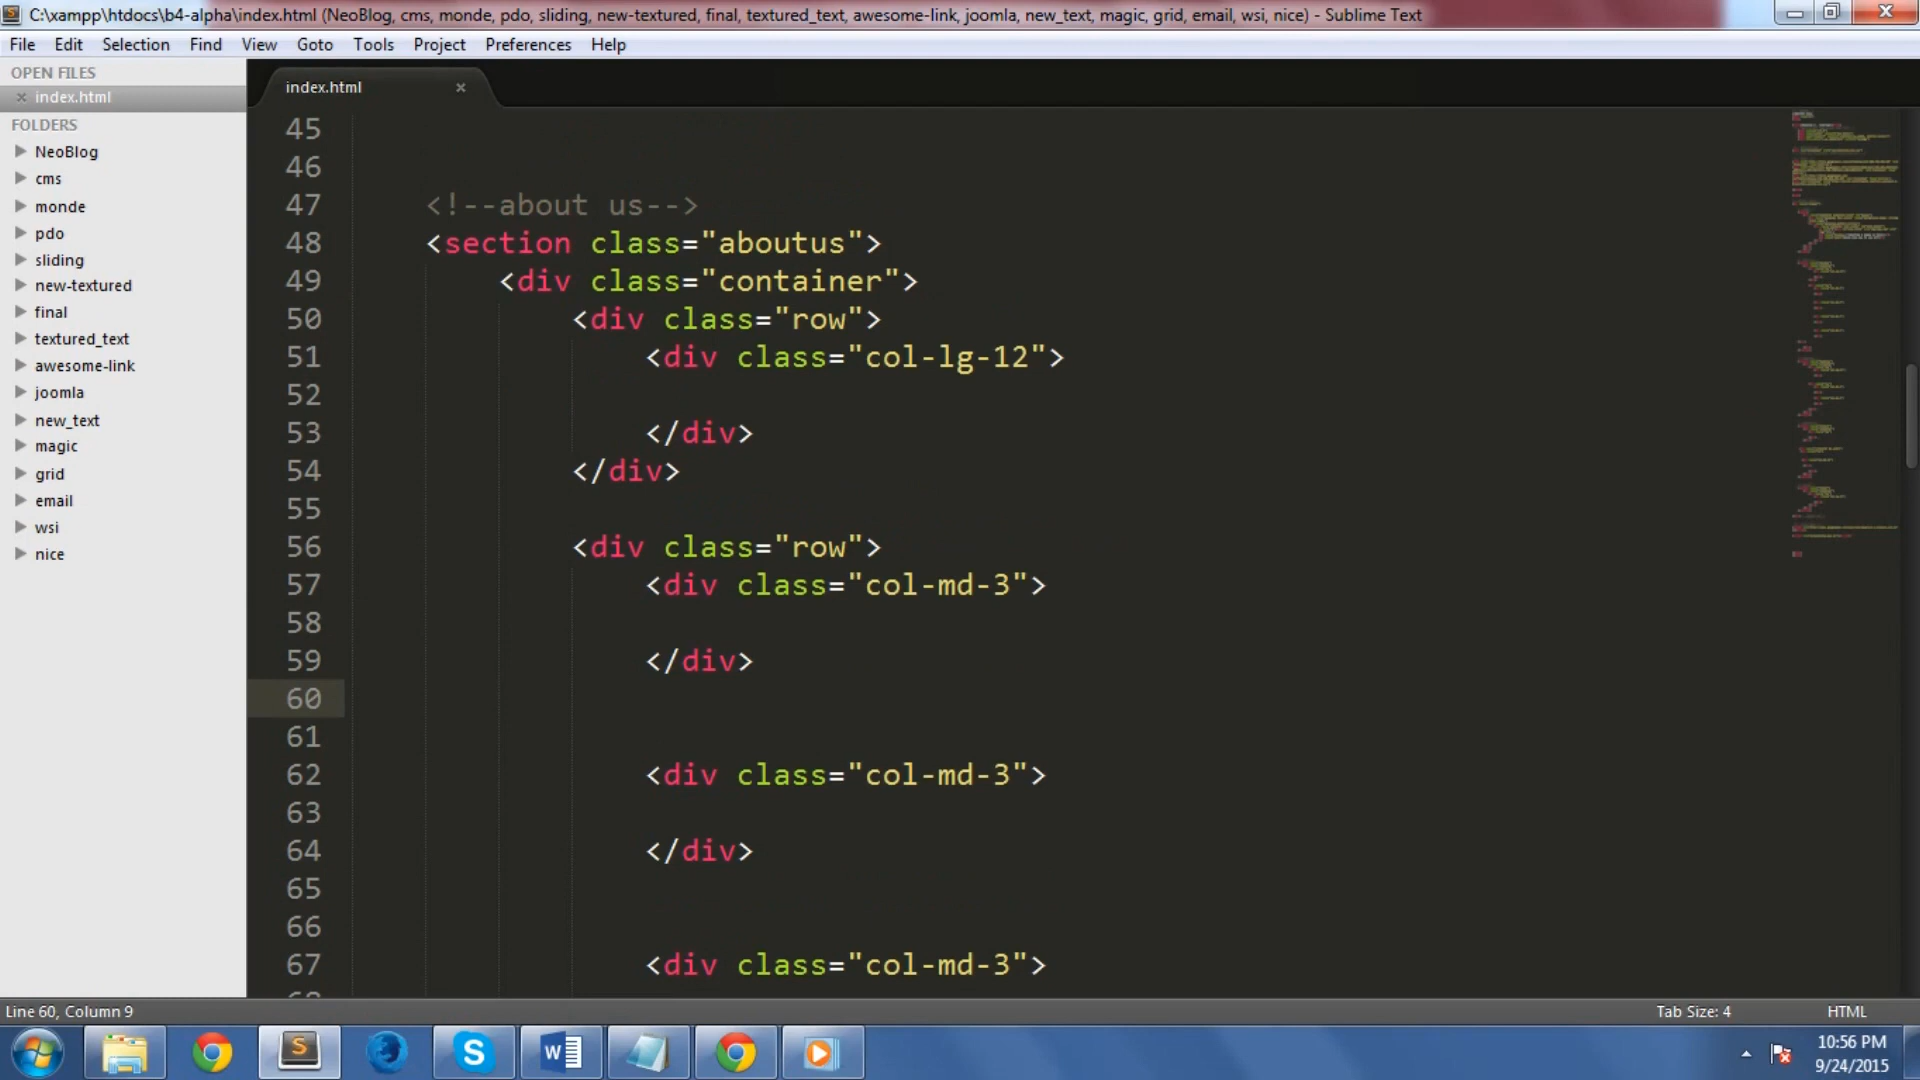 C:\xampp\htdocs\b4-alpha\index.html (NeoBlog, cms, monde, pdo, sliding, new-textured, final, textured_text, awesome-link, joomla, new_text, magic, grid, email, wsi, nice) - Sublime Text
File Edit Selection Find View Goto Tools Project Preferences Help
OPEN FILES
index.html
FOLDERS
NeoBlog
cms
monde
pdo
sliding
new-textured
final
textured_text
awesome-link
joomla
new_text
magic
grid
email
wsi
nice
index.html
45
46
47 <!--about us-->
48 <section class="aboutus">
49 <div class="container">
50 <div class="row">
51 <div class="col-lg-12">
52
53 </div>
54 </div>
55
56 <div class="row">
57 <div class="col-md-3">
58
59 </div>
60
61
62 <div class="col-md-3">
63
64 </div>
65
66
67 <div class="col-md-3">
Line 60, Column 9
Tab Size: 4
HTML
10:56 PM
9/24/2015